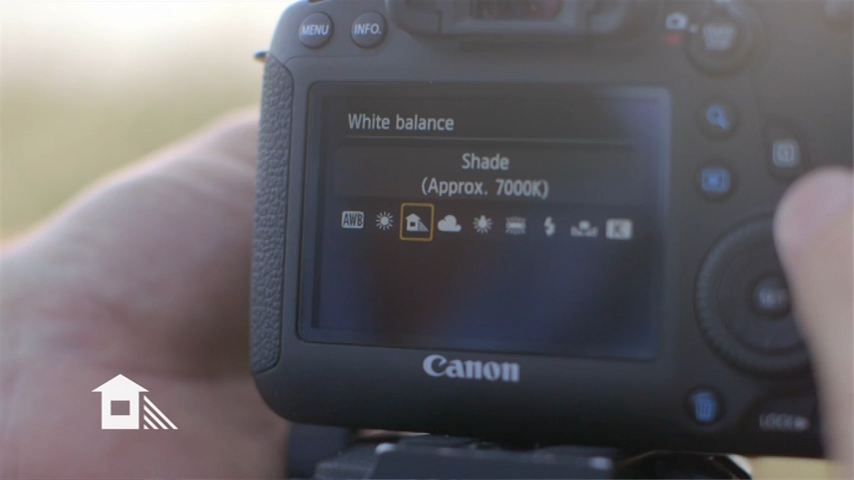 MENU
INFO.
White balance
Shade
(Approx. 7000K)
AWB
K
Canon
SET
LOCK